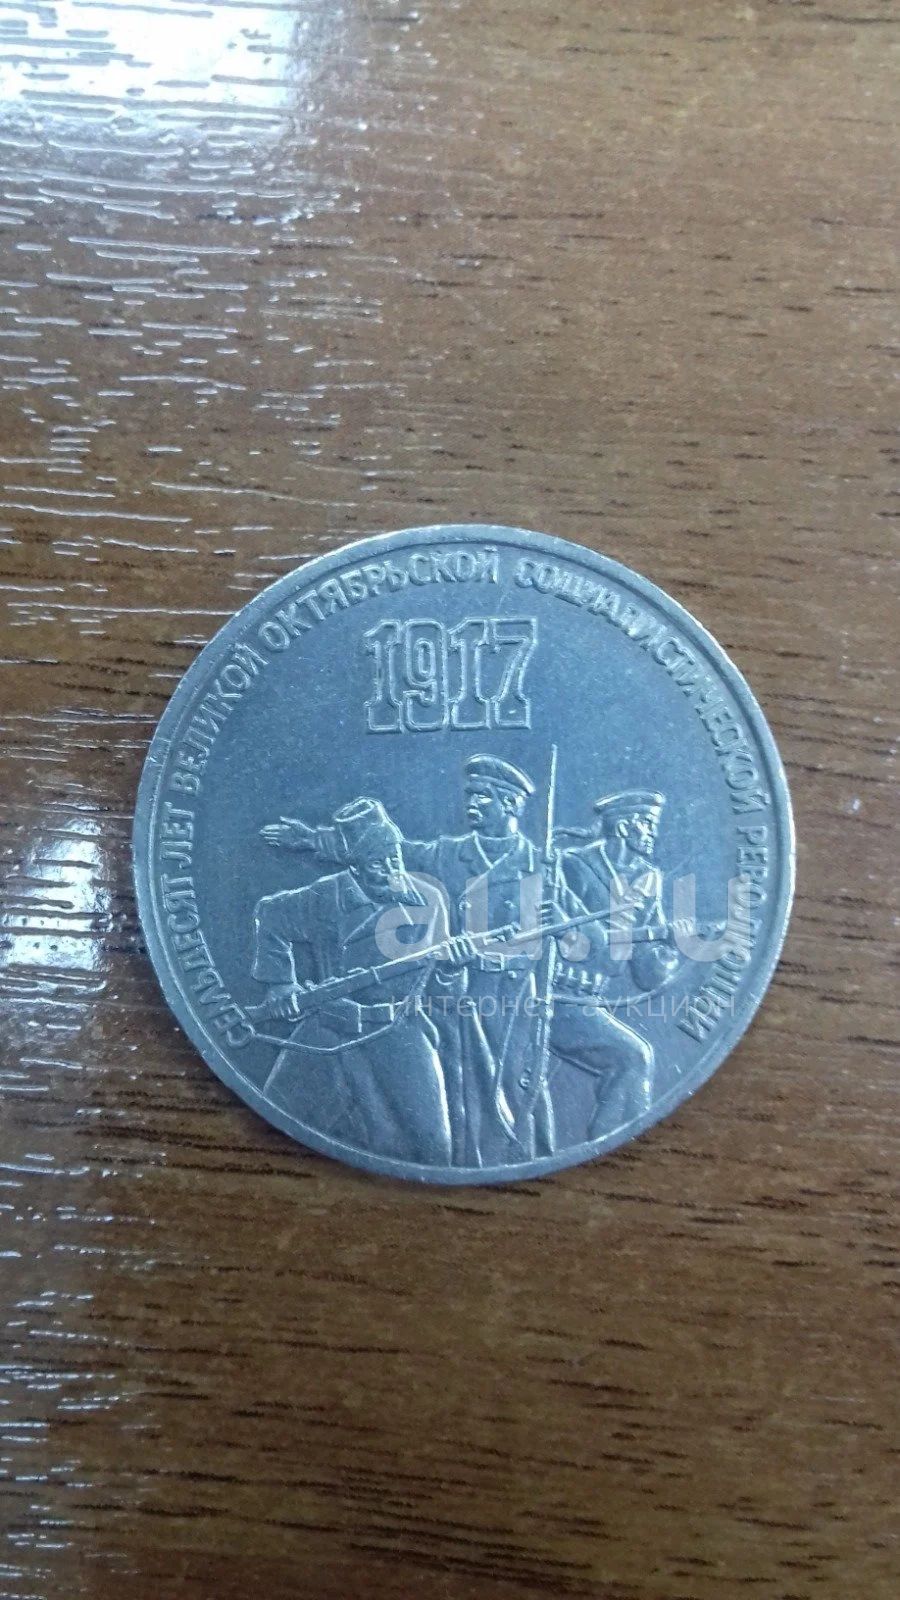 СЕМЬДЕСЯТ ЛЕТ ВЕЛИКОЙ ОКТЯБРЬСКОЙ СОЦИАЛИСТИЧЕСКОЙ РЕВОЛЮЦИИ
1917
au.ru
интернет аукцион